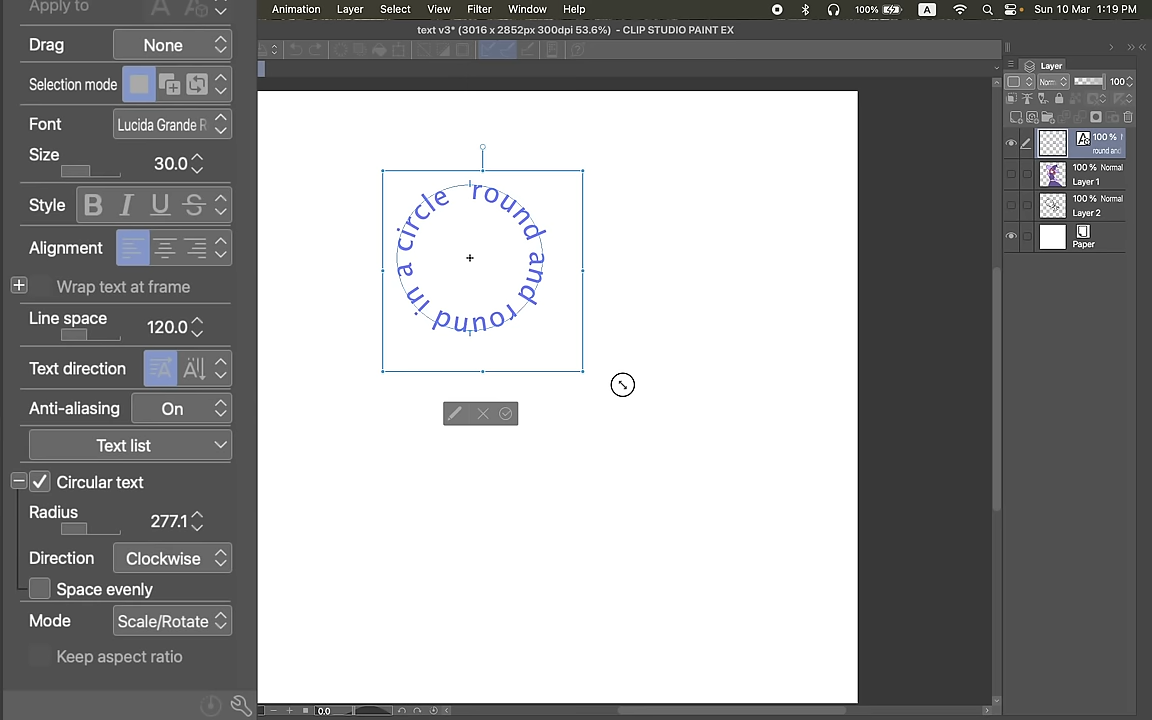 Animation Layer Select View Filter Window Help 100% A Sun 10 Mar 1:19 PM
text v3* (3016 x 2852px 300dpi 53.6%) - CLIP STUDIO PAINT EX
Apply to
Drag None
Selection mode
Font Lucida Grande R
Size 30.0
Style B I U S
Alignment
Wrap text at frame
Line space 120.0
Text direction
Anti-aliasing On
Text list
Circular text
Radius 277.1
Direction Clockwise
Space evenly
Mode Scale/Rotate
Keep aspect ratio
round and round in a circle
0.0
Layer
Norm 100
100 %
round and
100 % Normal
Layer 1
100 % Normal
Layer 2
Paper